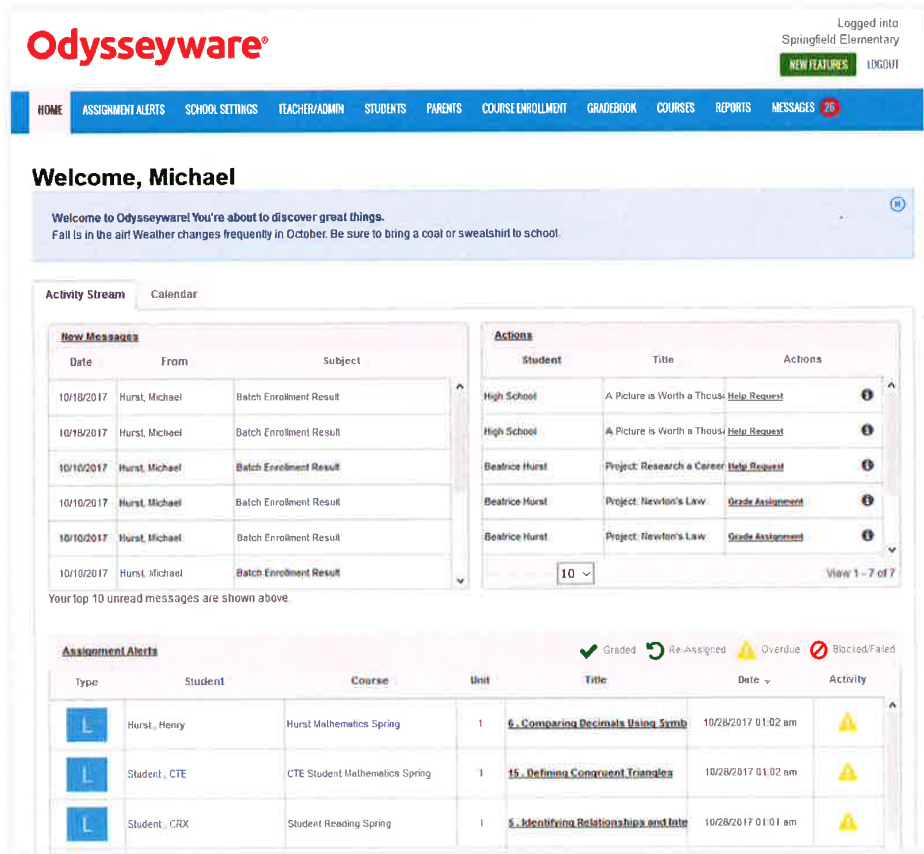 Logged into
Odysseyware®
Springfield Elementary
NEW FEATURES LOGOUT
HOME ASSIGNMENT ALERTS SCHOOL SETTINGS TEACHER/ADMIN STUDENTS PARENTS COURSE ENROLLMENT GRADEBOOK COURSES REPORTS MESSAGES 26
Welcome, Michael
Welcome to Odysseyware! You're about to discover great things.
Fall is in the air! Weather changes frequently in October. Be sure to bring a coat or sweatshirt to school.
Activity Stream Calendar
New Messages
Date From Subject
10/18/2017 Hurst, Michael Batch Enrollment Result
10/18/2017 Hurst, Michael Batch Enrollment Result
10/10/2017 Hurst, Michael Batch Enrollment Result
10/10/2017 Hurst, Michael Batch Enrollment Result
10/10/2017 Hurst, Michael Batch Enrollment Result
10/10/2017 Hurst, Michael Batch Enrollment Result
Your top 10 unread messages are shown above.
Actions
Student Title Actions
High School A Picture is Worth a Thous Help Request
High School A Picture is Worth a Thous Help Request
Beatrice Hurst Project: Research a Career Help Request
Beatrice Hurst Project: Newton's Law Grade Assignment
Beatrice Hurst Project: Newton's Law Grade Assignment
10 View 1 - 7 of 7
Assignment Alerts Graded Re-Assigned Overdue Blocked/Failed
Type Student Course Unit Title Date Activity
L Hurst, Henry Hurst Mathematics Spring 1 6. Comparing Decimals Using Symb 10/28/2017 01:02 am
L Student, CTE CTE Student Mathematics Spring 1 15. Defining Congruent Triangles 10/28/2017 01:02 am
L Student, CRX Student Reading Spring 1 5. Identifying Relationships and Inte 10/28/2017 01:01 am